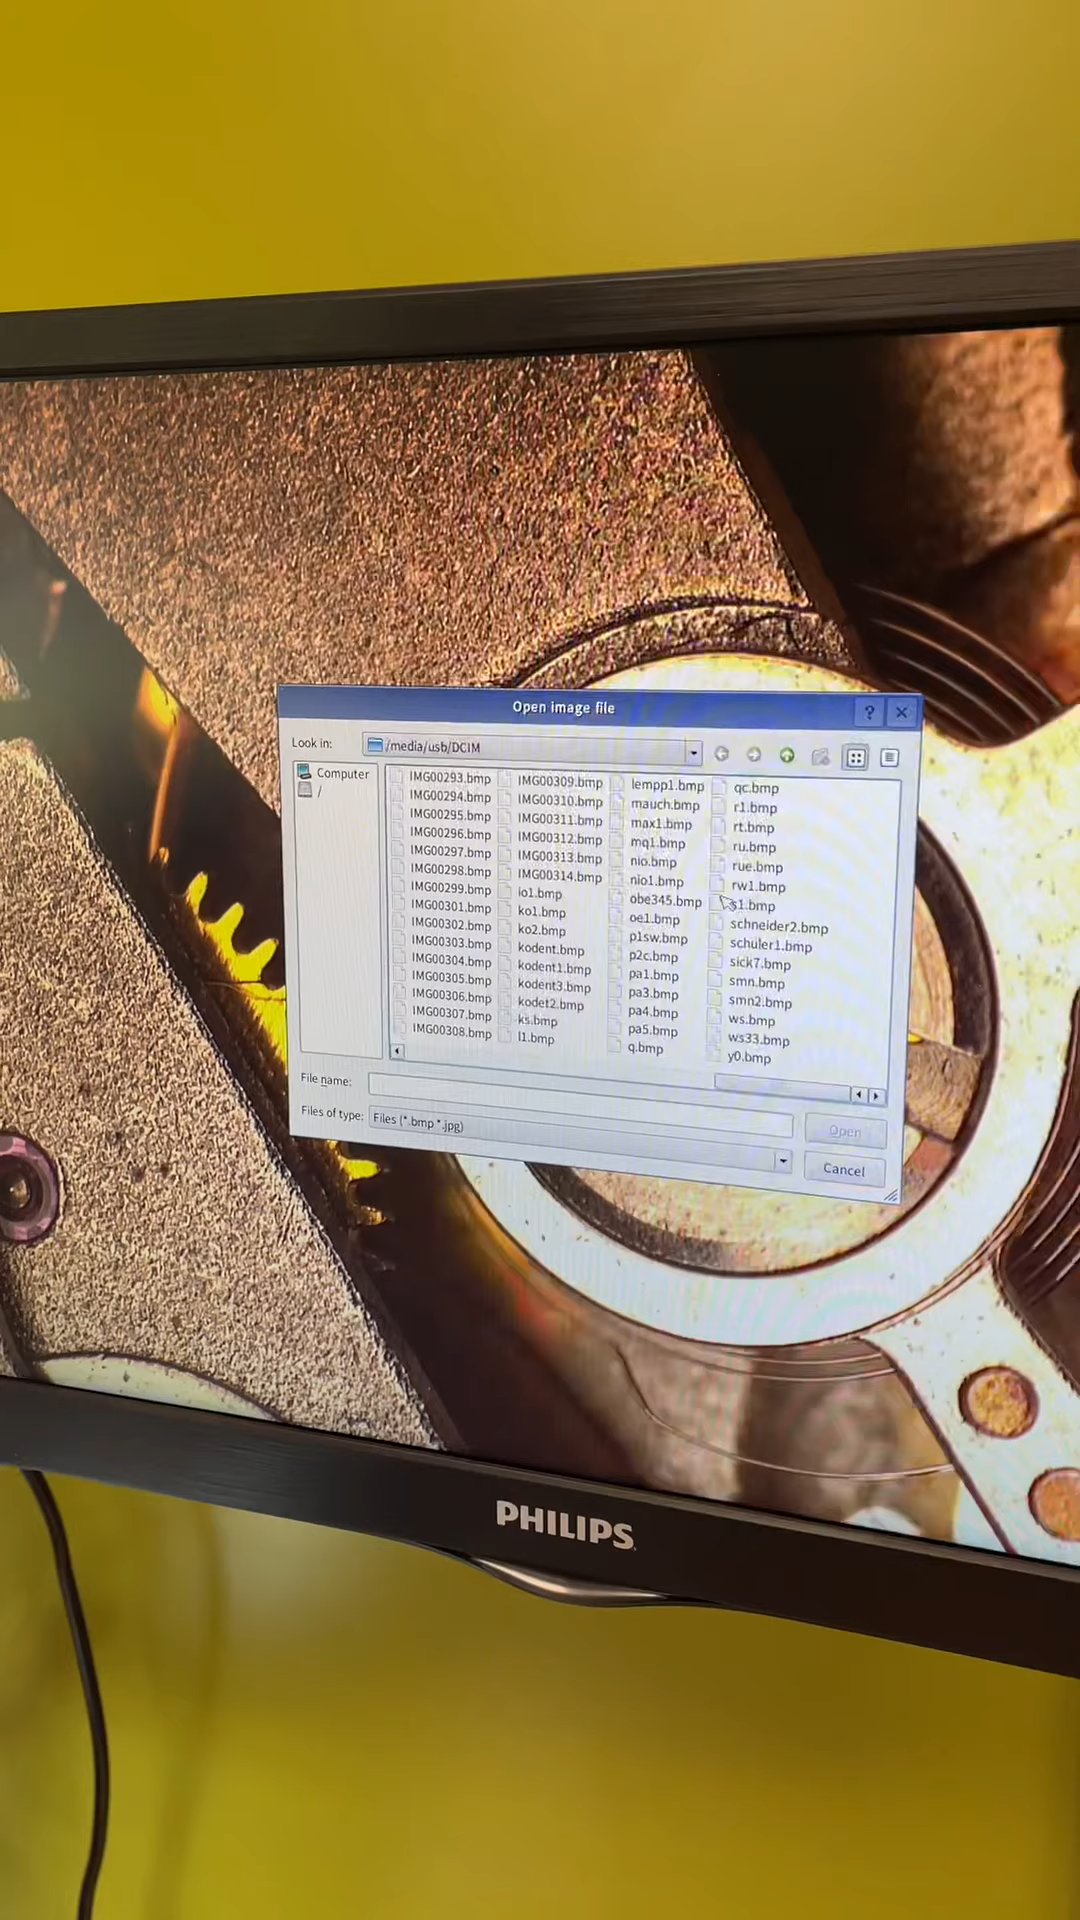 Open image file
Look in: /media/usb/DCIM
Computer
/
IMG00293.bmp
IMG00294.bmp
IMG00295.bmp
IMG00296.bmp
IMG00297.bmp
IMG00298.bmp
IMG00299.bmp
IMG00301.bmp
IMG00302.bmp
IMG00303.bmp
IMG00304.bmp
IMG00305.bmp
IMG00306.bmp
IMG00307.bmp
IMG00308.bmp
IMG00309.bmp
IMG00310.bmp
IMG00311.bmp
IMG00312.bmp
IMG00313.bmp
IMG00314.bmp
io1.bmp
ko1.bmp
ko2.bmp
kodent.bmp
kodent1.bmp
kodent3.bmp
kodet2.bmp
ks.bmp
l1.bmp
lempp1.bmp
mauch.bmp
max1.bmp
mq1.bmp
nio.bmp
nio1.bmp
obe345.bmp
oe1.bmp
p1sw.bmp
p2c.bmp
pa1.bmp
pa3.bmp
pa4.bmp
pa5.bmp
q.bmp
qc.bmp
r1.bmp
rt.bmp
ru.bmp
rue.bmp
rw1.bmp
s1.bmp
schneider2.bmp
schuler1.bmp
sick7.bmp
smn.bmp
smn2.bmp
ws.bmp
ws33.bmp
y0.bmp
File name:
Files of type: Files (*.bmp *.jpg)
Open
Cancel
PHILIPS